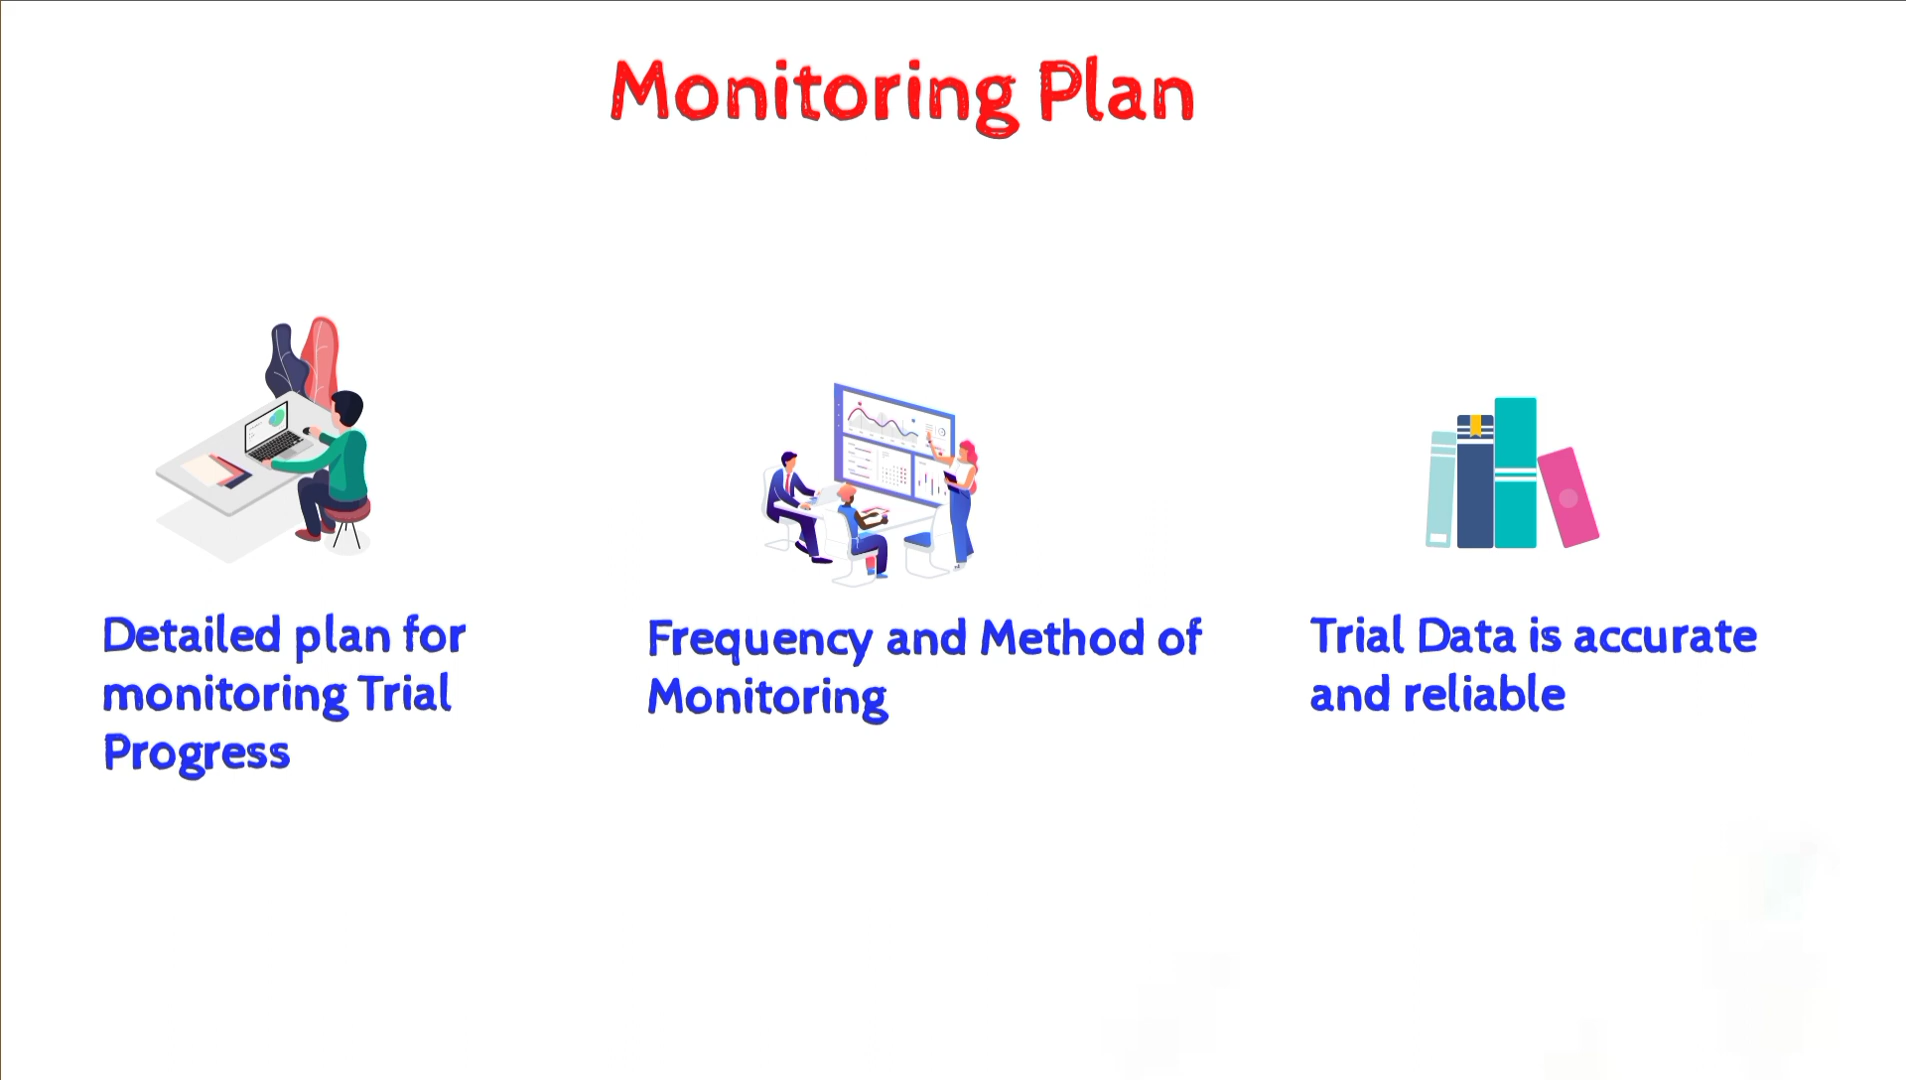 Monitoring Plan
Detailed plan for
monitoring Trial
Progress
Frequency and Method of
Monitoring
Trial Data is accurate
and reliable